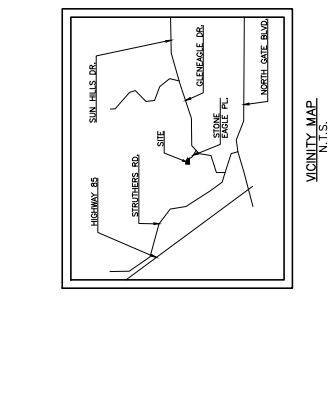 SUN HILLS DR.
GLENEAGLE DR.
NORTH GATE BLVD.
SITE
STONE
EAGLE PL.
HIGHWAY 85
STRUTHERS RD.
VICINITY MAP
N.T.S.